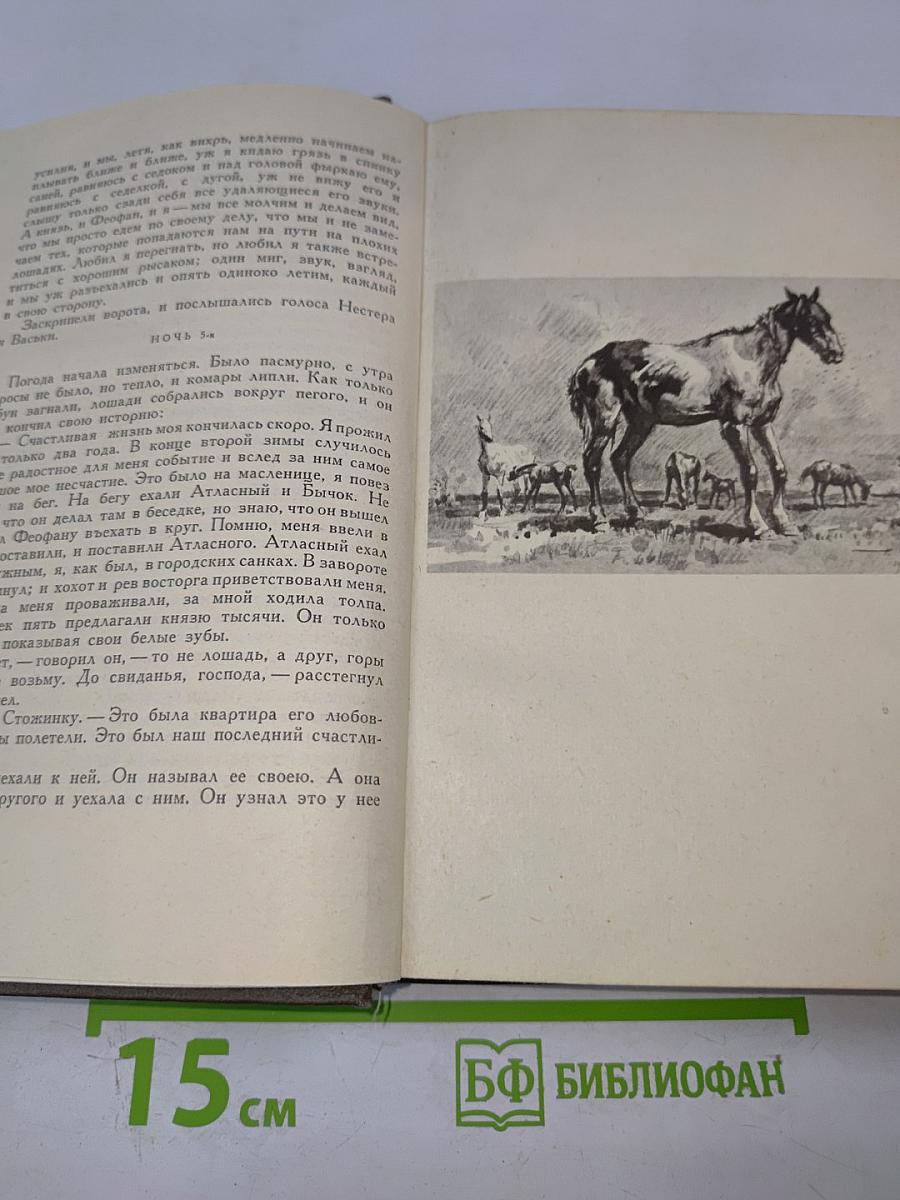 усилия, и мы, летя, как вихрь, медленно начинаем на-
плывать ближе и ближе, уж я кидаю грязь в спинку
саней, равняюсь с седоком и над головой фыркаю ему,
равняюсь с седелкой, с дугой, уж не вижу его и
слышу только сзади себя все удаляющиеся его звуки.
А князь, и Феофан, и я — мы все молчим и делаем вид,
что мы просто едем по своему делу, что мы и не заме-
чаем тех, которые попадаются нам на пути на плохих
лошадях. Любил я перегнать, но любил я также встре-
титься с хорошим рысаком; один миг, звук, взгляд,
и мы уж разъехались и опять одиноко летим, каждый
в свою сторону.
Заскрипели ворота, и послышались голоса Нестера
и Васьки.
НОЧЬ 5-я
Погода начала изменяться. Было пасмурно, с утра
росы не было, но тепло, и комары липли. Как только
бун загнали, лошади собрались вокруг пегого, и он
кончил свою историю:
— Счастливая жизнь моя кончилась скоро. Я прожил
только два года. В конце второй зимы случилось
е радостное для меня событие и вслед за ним самое
шое мое несчастие. Это было на масленице, я повез
на бег. На бегу ехали Атласный и Бычок. Не
что он делал там в беседке, но знаю, что он вышел
л Феофану въехать в круг. Помню, меня ввели в
оставили, и поставили Атласного. Атласный ехал
жным, я, как был, в городских санках. В завороте
нул; и хохот и рев восторга приветствовали меня.
а меня проваживали, за мной ходила толпа.
ек пять предлагали князю тысячи. Он только
показывая свои белые зубы.
ет, — говорил он, — то не лошадь, а друг, горы
возьму. До свиданья, господа, — расстегнул
ел.
Стожинку. — Это была квартира его любов-
ы полетели. Это был наш последний счастли-
ехали к ней. Он называл ее своею. А она
ругого и уехала с ним. Он узнал это у нее
15 см
БФ БИБЛИОФАН